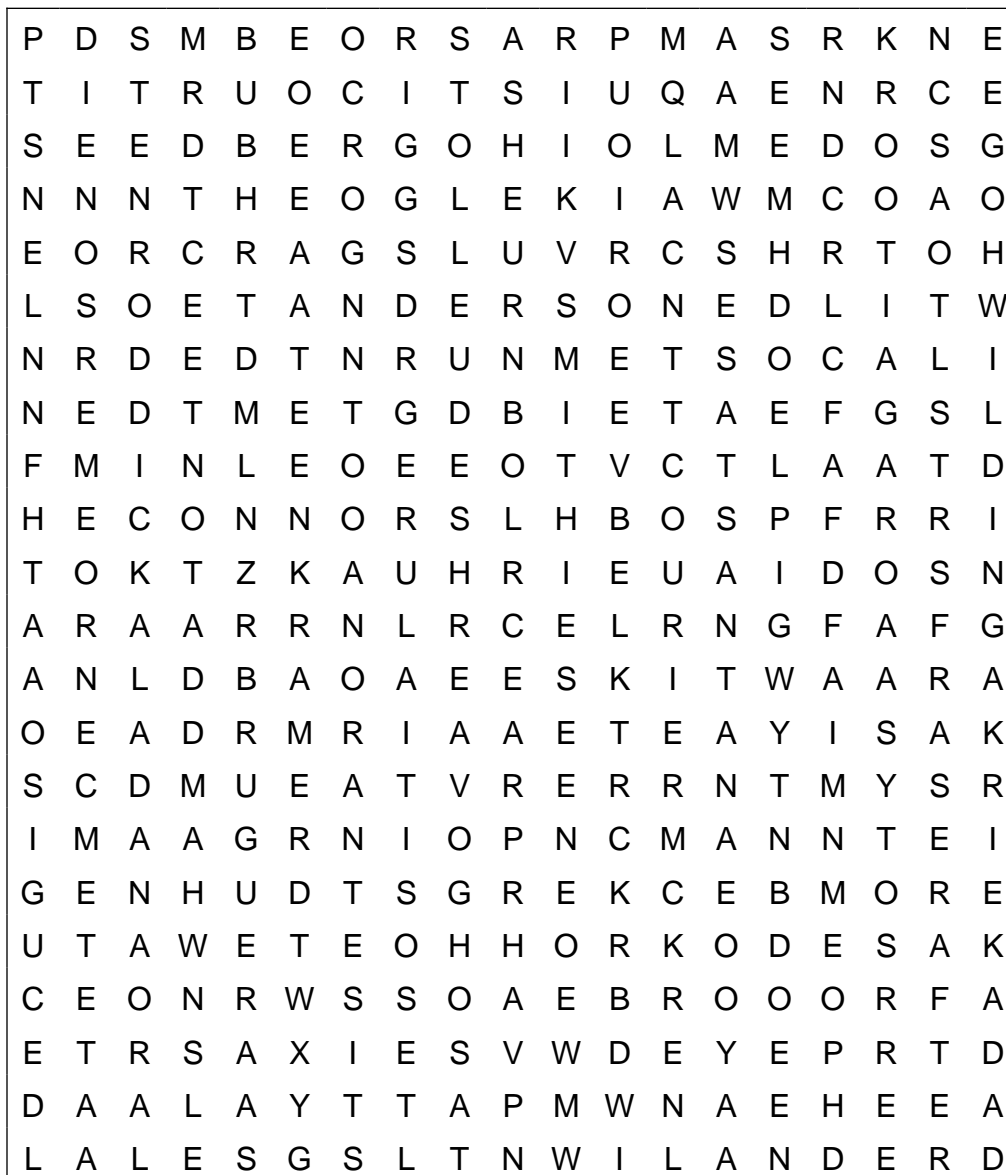 P D S M B E O R S A R P M A S R K N E
T I T R U O C I T S I U Q A E N R C E
S E E D B E R G O H I O L M E D O S G
N N N T H E O G L E K I A W M C O A O
E O R C R A G S L U V R C S H R T O H
L S O E T A N D E R S O N E D L I T W
N R D E D T N R U N M E T S O C A L I
N E D T M E T G D B I E T A E F G S L
F M I N L E O E E O T V C T L A A T D
H E C O N N O R S L H B O S P F R R I
T O K T Z K A U H R I E U A I D O S N
A R A A R R N L R C E L R N G F A F G
A N L D B A O A E E S K I T W A A R A
O E A D R M R I A A E T E A Y I S A K
S C D M U E A T V R E R R N T M Y S R
I M A A G R N I O P N C M A N N T E I
G E N H U D T S G R E K C E B M O R E
U T A W E T E O H H O R K O D E S A K
C E O N R W S S O A E B R O O O R F A
E T R S A X I E S V W D E Y E P R T D
D A A L A Y T T A P M W N A E H E E A
L A L E S G S L T N W I L A N D E R D